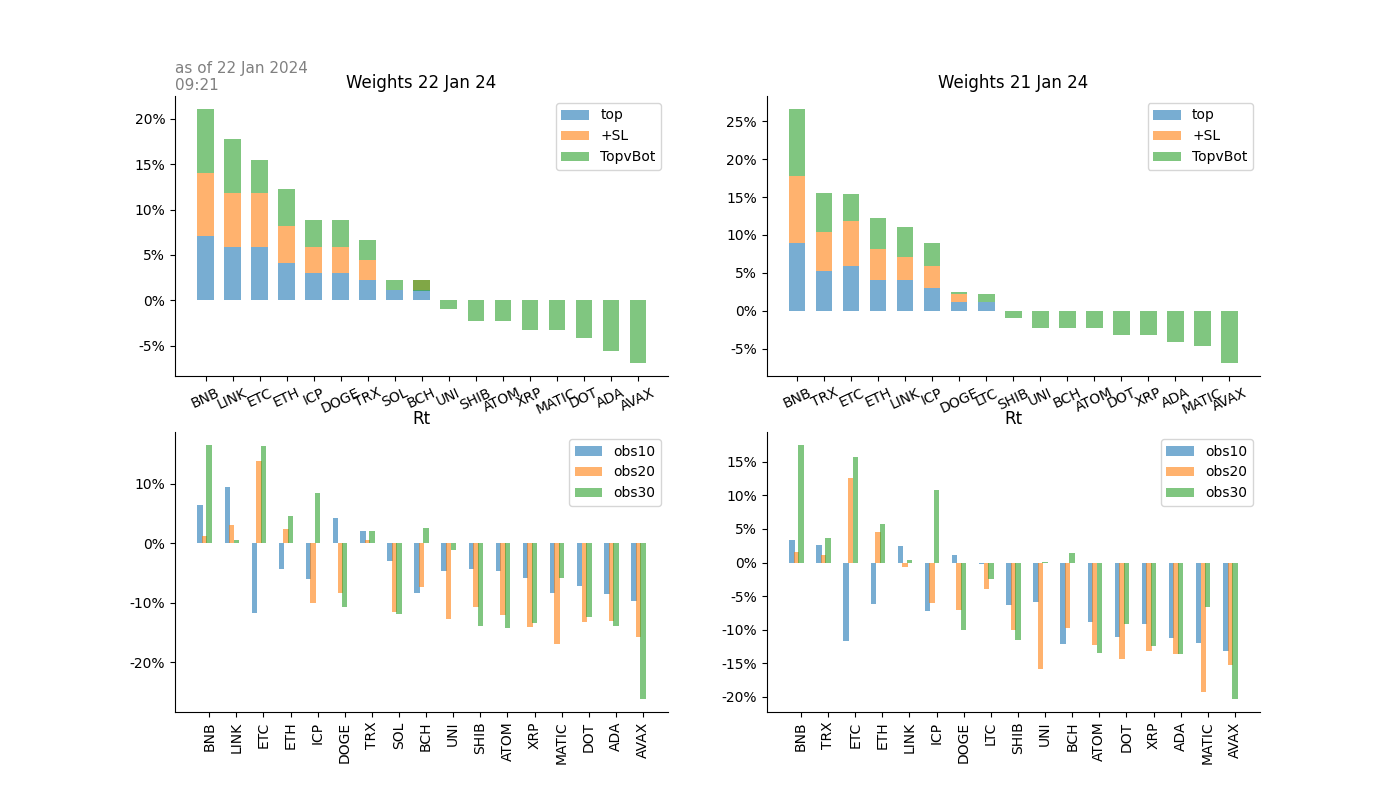 as of 22 Jan 2024
09:21
Weights 22 Jan 24
20%
15%
10%
5%
0%
-5%
top
+SL
TopvBot
BNB LINK ETC ETH ICP DOGE TRX SOL BCH UNI SHIB ATOM XRP MATIC DOT ADA AVAX
Weights 21 Jan 24
25%
20%
15%
10%
5%
0%
-5%
top
+SL
TopvBot
BNB TRX ETC ETH LINK ICP DOGE LTC SHIB UNI BCH ATOM DOT XRP ADA MATIC AVAX
Rt
10%
0%
-10%
-20%
obs10
obs20
obs30
BNB LINK ETC ETH ICP DOGE TRX SOL BCH UNI SHIB ATOM XRP MATIC DOT ADA AVAX
Rt
15%
10%
5%
0%
-5%
-10%
-15%
-20%
obs10
obs20
obs30
BNB TRX ETC ETH LINK ICP DOGE LTC SHIB UNI BCH ATOM DOT XRP ADA MATIC AVAX